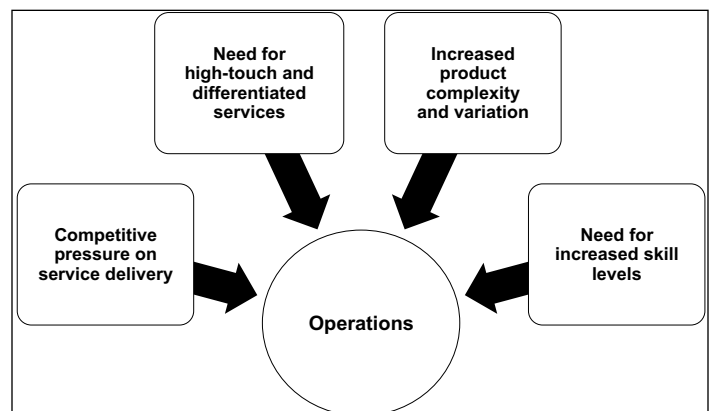 Need for
high-touch and
differentiated
services
Increased
product
complexity
and variation
Competitive
pressure on
service delivery
Need for
increased skill
levels
Operations